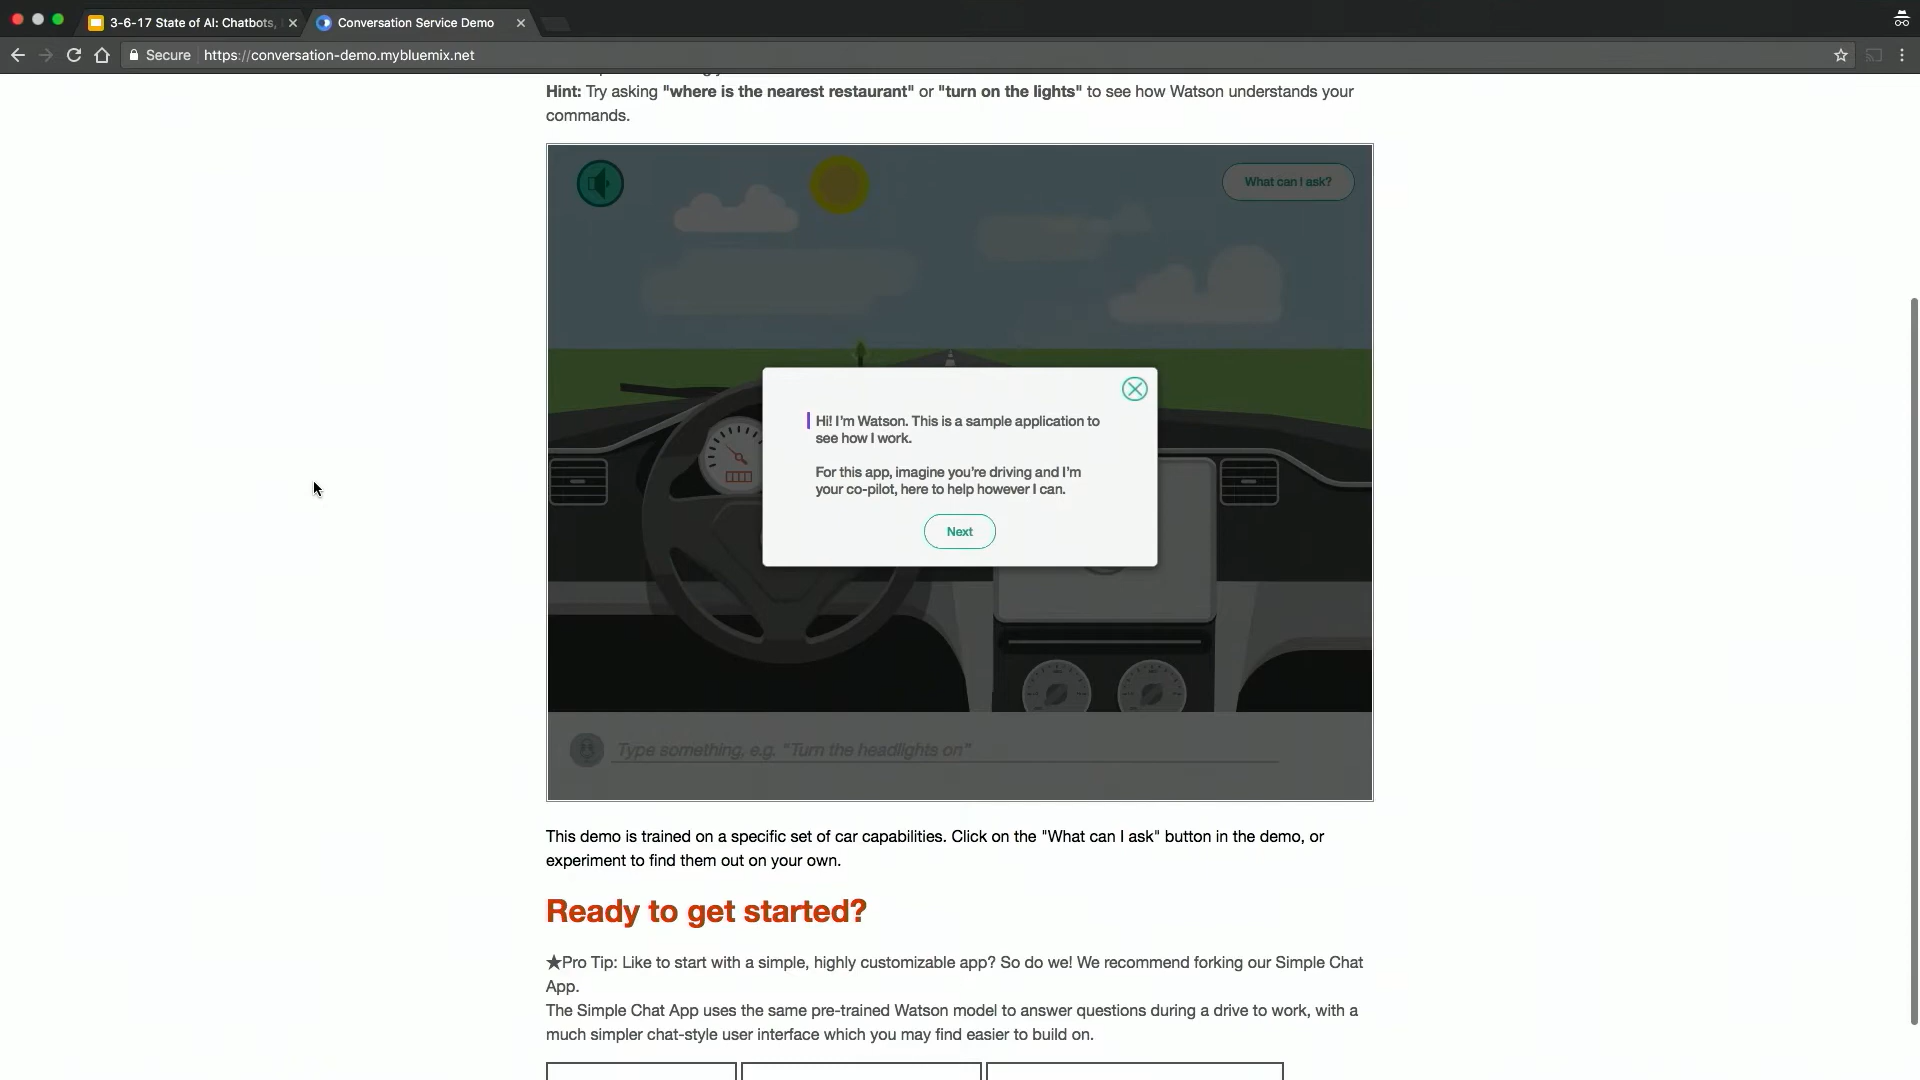 3-6-17 State of AI: Chatbots,
Conversation Service Demo
Secure
https://conversation-demo.mybluemix.net
Hint: Try asking "where is the nearest restaurant" or "turn on the lights" to see how Watson understands your
commands.
What can I ask?
Hi! I'm Watson. This is a sample application to
see how I work.
For this app, imagine you're driving and I'm
your co-pilot, here to help however I can.
Next
Type something, e.g. "Turn the headlights on"
This demo is trained on a specific set of car capabilities. Click on the "What can I ask" button in the demo, or
experiment to find them out on your own.
Ready to get started?
★Pro Tip: Like to start with a simple, highly customizable app? So do we! We recommend forking our Simple Chat
App.
The Simple Chat App uses the same pre-trained Watson model to answer questions during a drive to work, with a
much simpler chat-style user interface which you may find easier to build on.